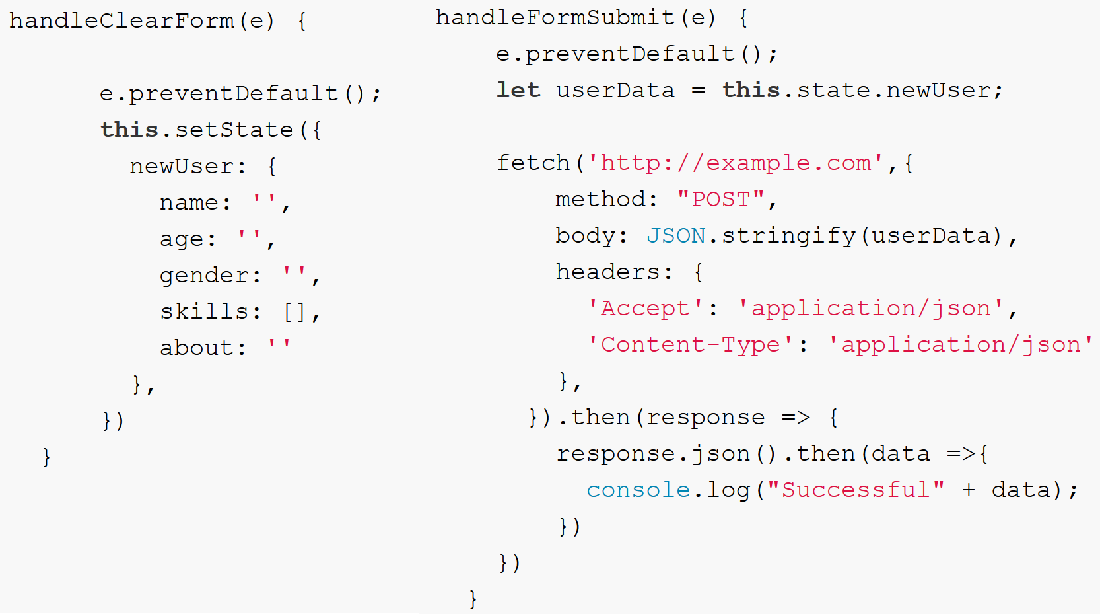 handleClearForm(e) {
e.preventDefault();
this.setState({
newUser: {
name: '',
age: '',
gender: '',
skills: [],
about: ''
},
})
}
handleFormSubmit(e) {
e.preventDefault();
let userData = this.state.newUser;
fetch('http://example.com',{
method: "POST",
body: JSON.stringify(userData),
headers: {
'Accept': 'application/json',
'Content-Type': 'application/json'
},
}).then(response => {
response.json().then(data =>{
console.log("Successful" + data);
})
})
}